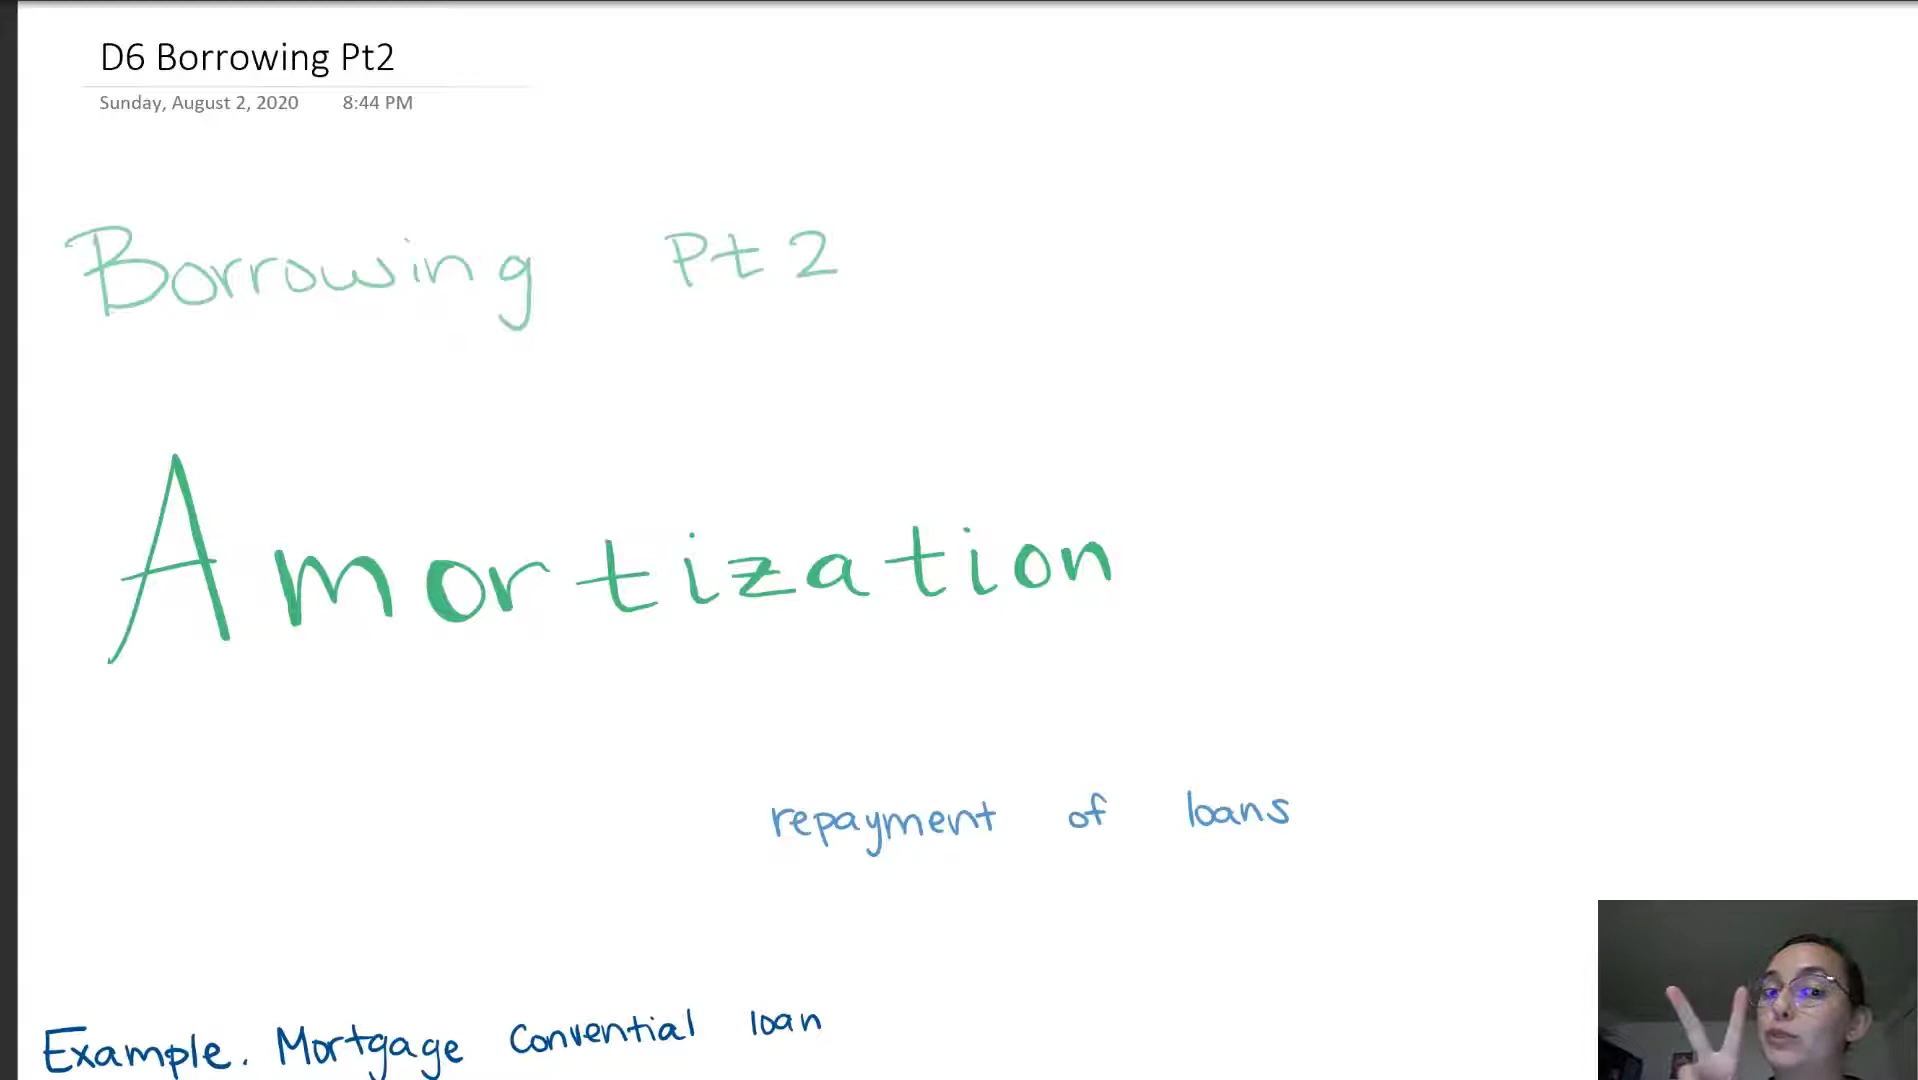 D6 Borrowing Pt2
Sunday, August 2, 2020 8:44 PM
Borrowing Pt 2
Amortization
repayment of loans
Example. Mortgage Convential loan